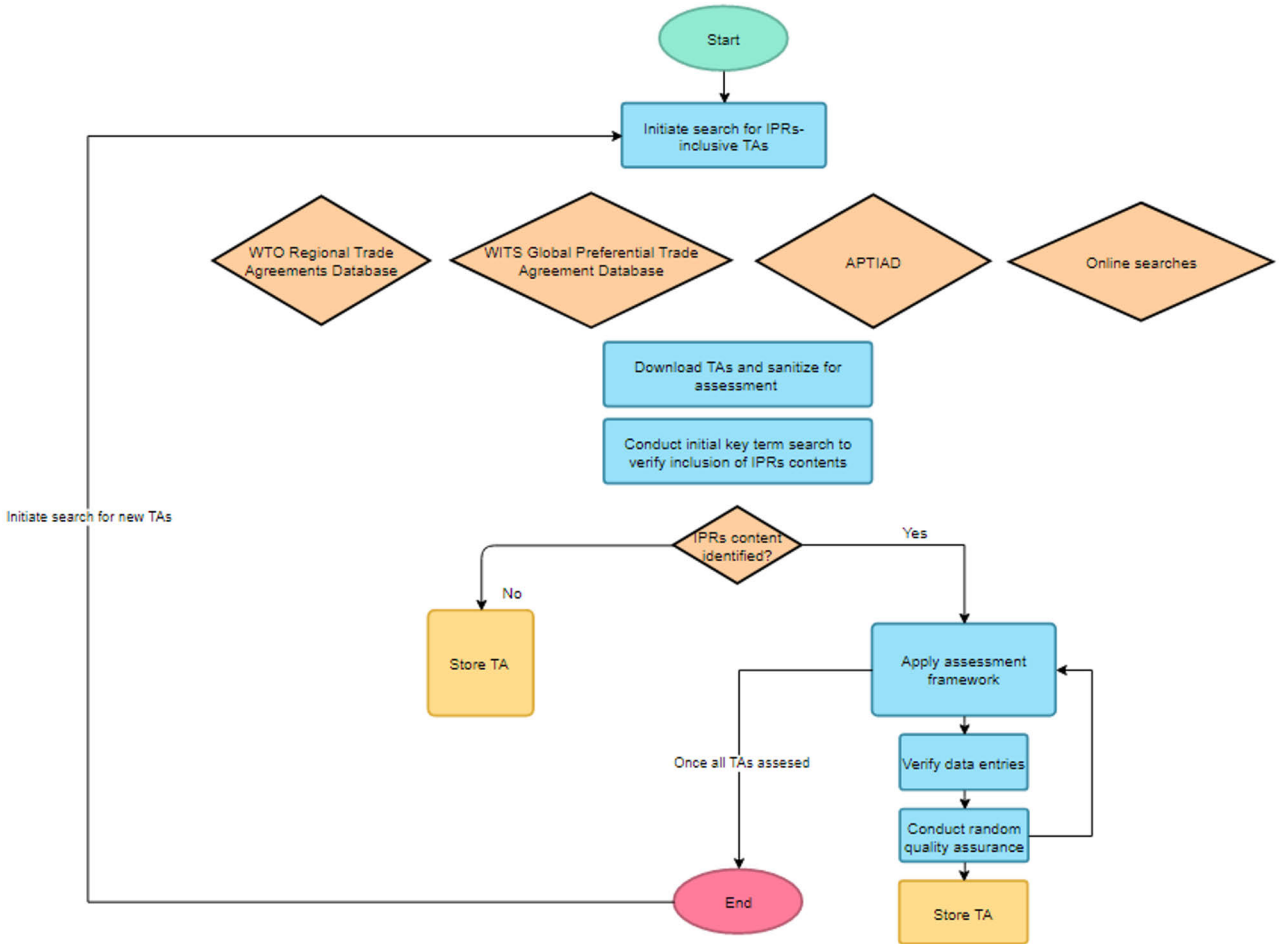 Start
Initiate search for IPRs-
inclusive TAs
WTO Regional Trade
Agreements Database
WITS Global Preferential Trade
Agreement Database
APTIAD
Online searches
Download TAs and sanitize for
assessment
Conduct initial key term search to
verify inclusion of IPRs contents
Initiate search for new TAs
IPRs content
identified?
Yes
No
Store TA
Apply assessment
framework
Once all TAs assesed
Verify data entries
Conduct random
quality assurance
End
Store TA